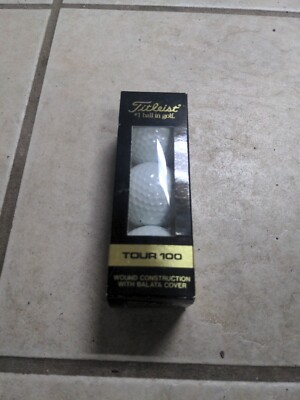 Titleist
#1 ball in golf.
TOUR 100
WOUND CONSTRUCTION
WITH BALATA COVER